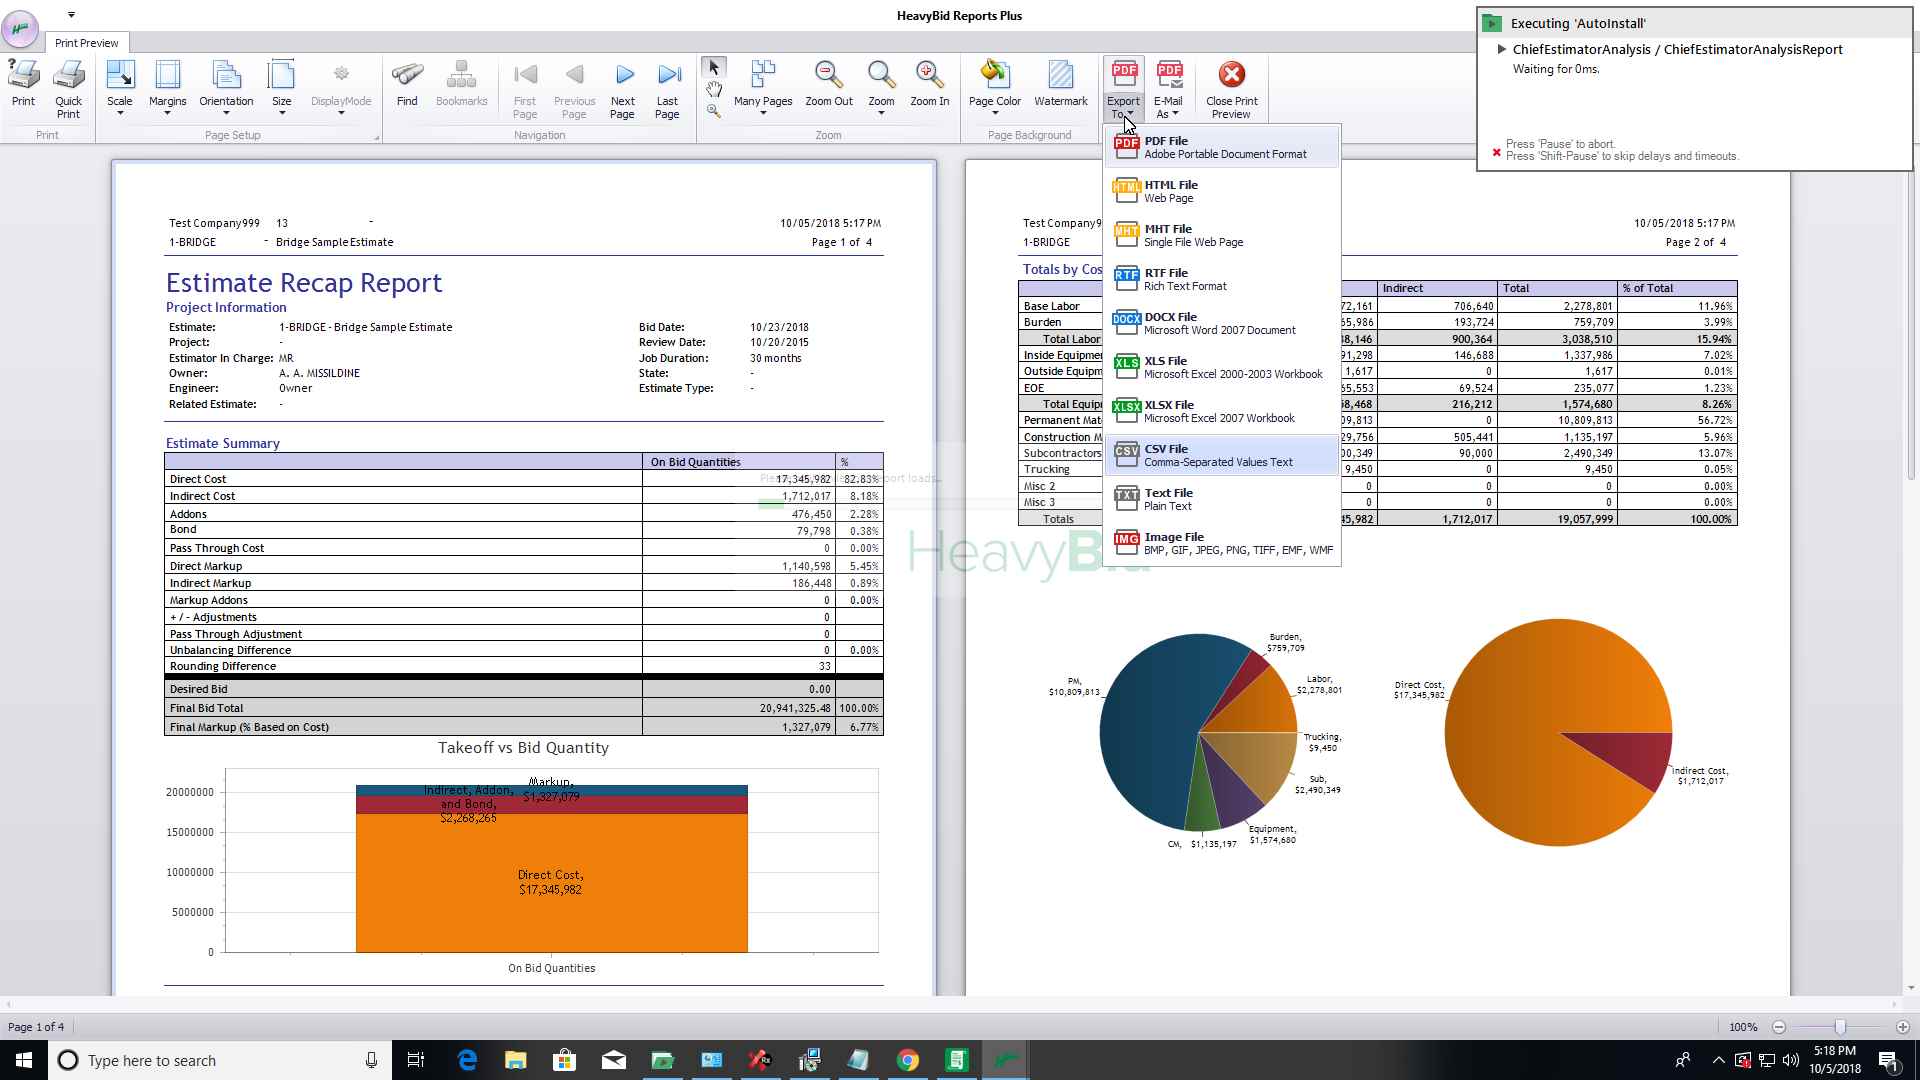 HeavyBid Reports Plus
Print Preview
Print
Quick Print
Scale
Margins
Orientation
Size
DisplayMode
Find
Bookmarks
First Page
Previous Page
Next Page
Last Page
Many Pages
Zoom Out
Zoom
Zoom In
Page Color
Watermark
Export To
E-Mail As
Close Print Preview
Print
Page Setup
Navigation
Zoom
Page Background
Executing 'AutoInstall'
ChiefEstimatorAnalysis / ChiefEstimatorAnalysisReport
Waiting for 0ms.
Press 'Pause' to abort.
Press 'Shift-Pause' to skip delays and timeouts.
PDF
PDF File
Adobe Portable Document Format
HTML
HTML File
Web Page
MHT
MHT File
Single File Web Page
RTF
RTF File
Rich Text Format
DOCX
DOCX File
Microsoft Word 2007 Document
XLS
XLS File
Microsoft Excel 2000-2003 Workbook
XLSX
XLSX File
Microsoft Excel 2007 Workbook
CSV
CSV File
Comma-Separated Values Text
TXT
Text File
Plain Text
IMG
Image File
BMP, GIF, JPEG, PNG, TIFF, EMF, WMF
Test Company999 13 - 10/05/2018 5:17 PM
1-BRIDGE - Bridge Sample Estimate Page 1 of 4
Estimate Recap Report
Project Information
Estimate: 1-BRIDGE - Bridge Sample Estimate Bid Date: 10/23/2018
Project: - Review Date: 10/20/2015
Estimator In Charge: MR Job Duration: 30 months
Owner: A. A. MISSILDINE State: -
Engineer: Owner Estimate Type: -
Related Estimate: -
Estimate Summary
On Bid Quantities %
Direct Cost 17,345,982 82.83%
Indirect Cost 1,712,017 8.18%
Addons 476,450 2.28%
Bond 79,798 0.38%
Pass Through Cost 0 0.00%
Direct Markup 1,140,598 5.45%
Indirect Markup 186,448 0.89%
Markup Addons 0 0.00%
+ / - Adjustments 0
Pass Through Adjustment 0
Unbalancing Difference 0 0.00%
Rounding Difference 33
Desired Bid 0.00
Final Bid Total 20,941,325.48 100.00%
Final Markup (% Based on Cost) 1,327,079 6.77%
Takeoff vs Bid Quantity
20000000
15000000
10000000
5000000
0
Markup, $1,327,079
Indirect, Addon, and Bond, $2,268,265
Direct Cost, $17,345,982
On Bid Quantities
HeavyB
Test Company9 10/05/2018 5:17 PM
1-BRIDGE Page 2 of 4
Totals by Cos
Indirect Total % of Total
Base Labor 72,161 706,640 2,278,801 11.96%
Burden 65,986 193,724 759,709 3.99%
Total Labor 38,146 900,364 3,038,510 15.94%
Inside Equipme 91,298 146,688 1,337,986 7.02%
Outside Equipm 1,617 0 1,617 0.01%
EOE 65,553 69,524 235,077 1.23%
Total Equip 58,468 216,212 1,574,680 8.26%
Permanent Mat 09,813 0 10,809,813 56.72%
Construction M 29,756 505,441 1,135,197 5.96%
Subcontractors 00,349 90,000 2,490,349 13.07%
Trucking 9,450 0 9,450 0.05%
Misc 2 0 0 0 0.00%
Misc 3 0 0 0 0.00%
Totals 45,982 1,712,017 19,057,999 100.00%
Burden, $759,709
Labor, $2,278,801
Trucking, $9,450
Sub, $2,490,349
Equipment, $1,574,680
CM, $1,135,197
PM, $10,809,813
Direct Cost, $17,345,982
Indirect Cost, $1,712,017
Page 1 of 4
100%
Type here to search
5:18 PM
10/5/2018
1